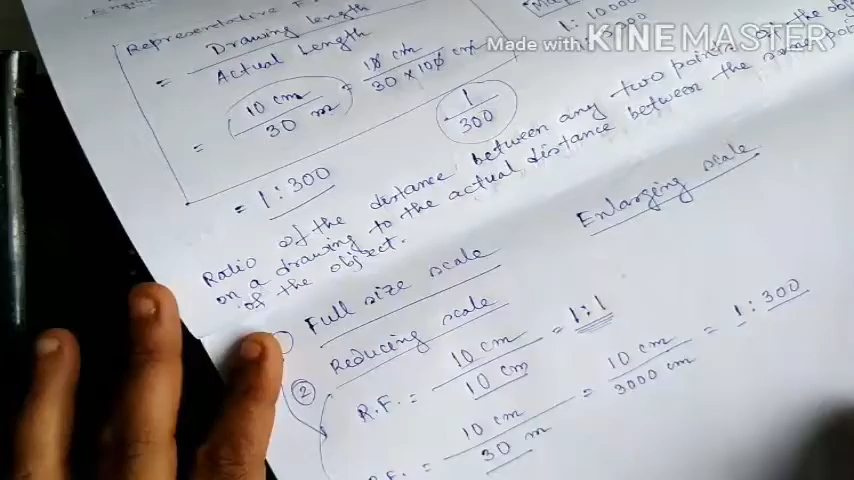 Representative F
= Drawing length
Actual Length
= 10 cm
30 m
= 10 cm
30 × 100 cm
1
300
= 1:300
1:10000
Made with KINEMASTER
Ratio of the distance between any two points of the obj
on a drawing to the actual distance between the same poi
of the object.
Enlarging scale
Full size scale
② Reducing scale
R.F. = 10 cm
10 cm
= 1:1
R.F. = 10 cm
30 m
= 10 cm
3000 cm
= 1:300